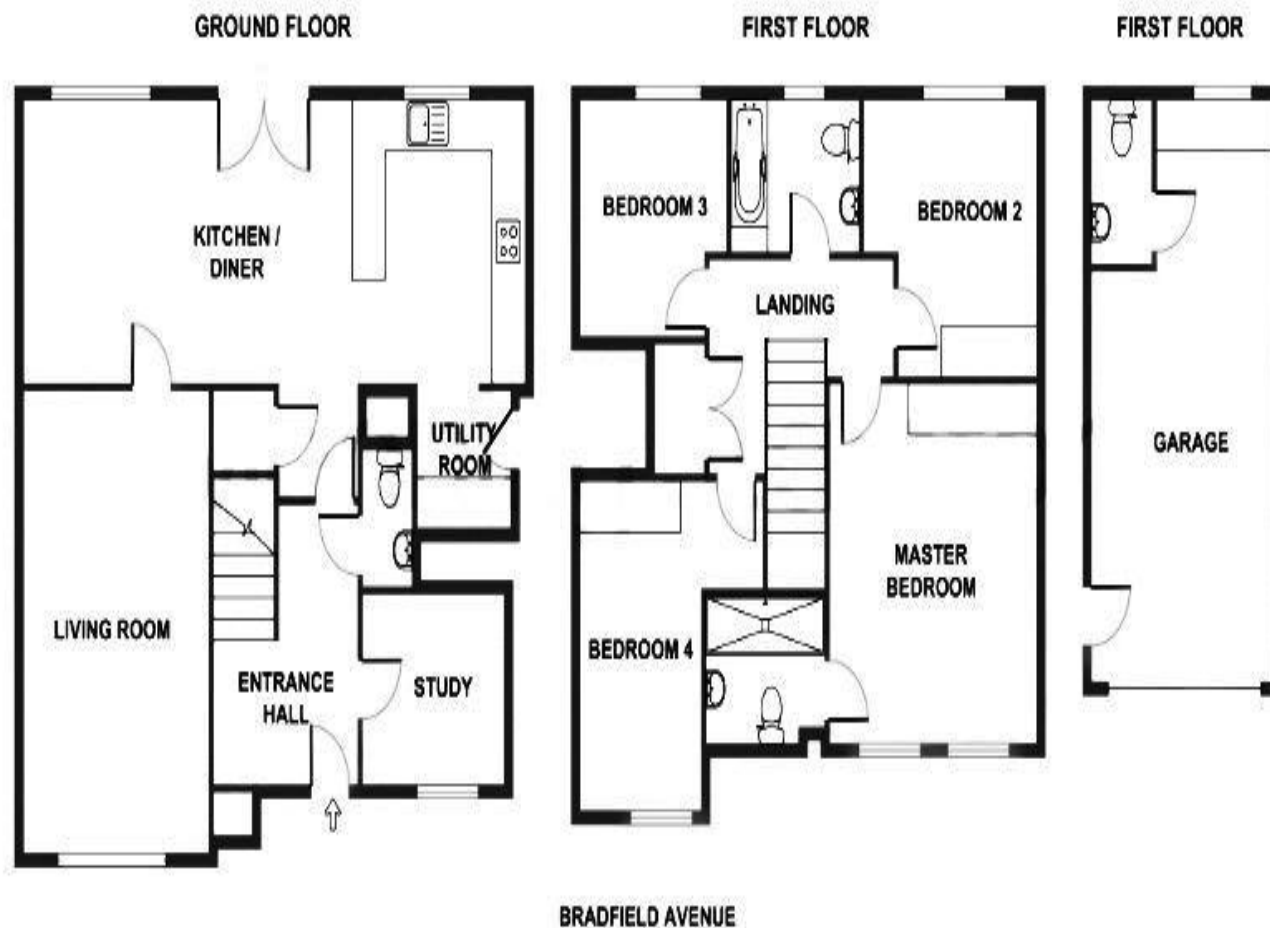 GROUND FLOOR
KITCHEN /
DINER
UTILITY
ROOM
LIVING ROOM
ENTRANCE
HALL
STUDY
FIRST FLOOR
BEDROOM 3
BEDROOM 2
LANDING
MASTER
BEDROOM
BEDROOM 4
FIRST FLOOR
GARAGE
BRADFIELD AVENUE